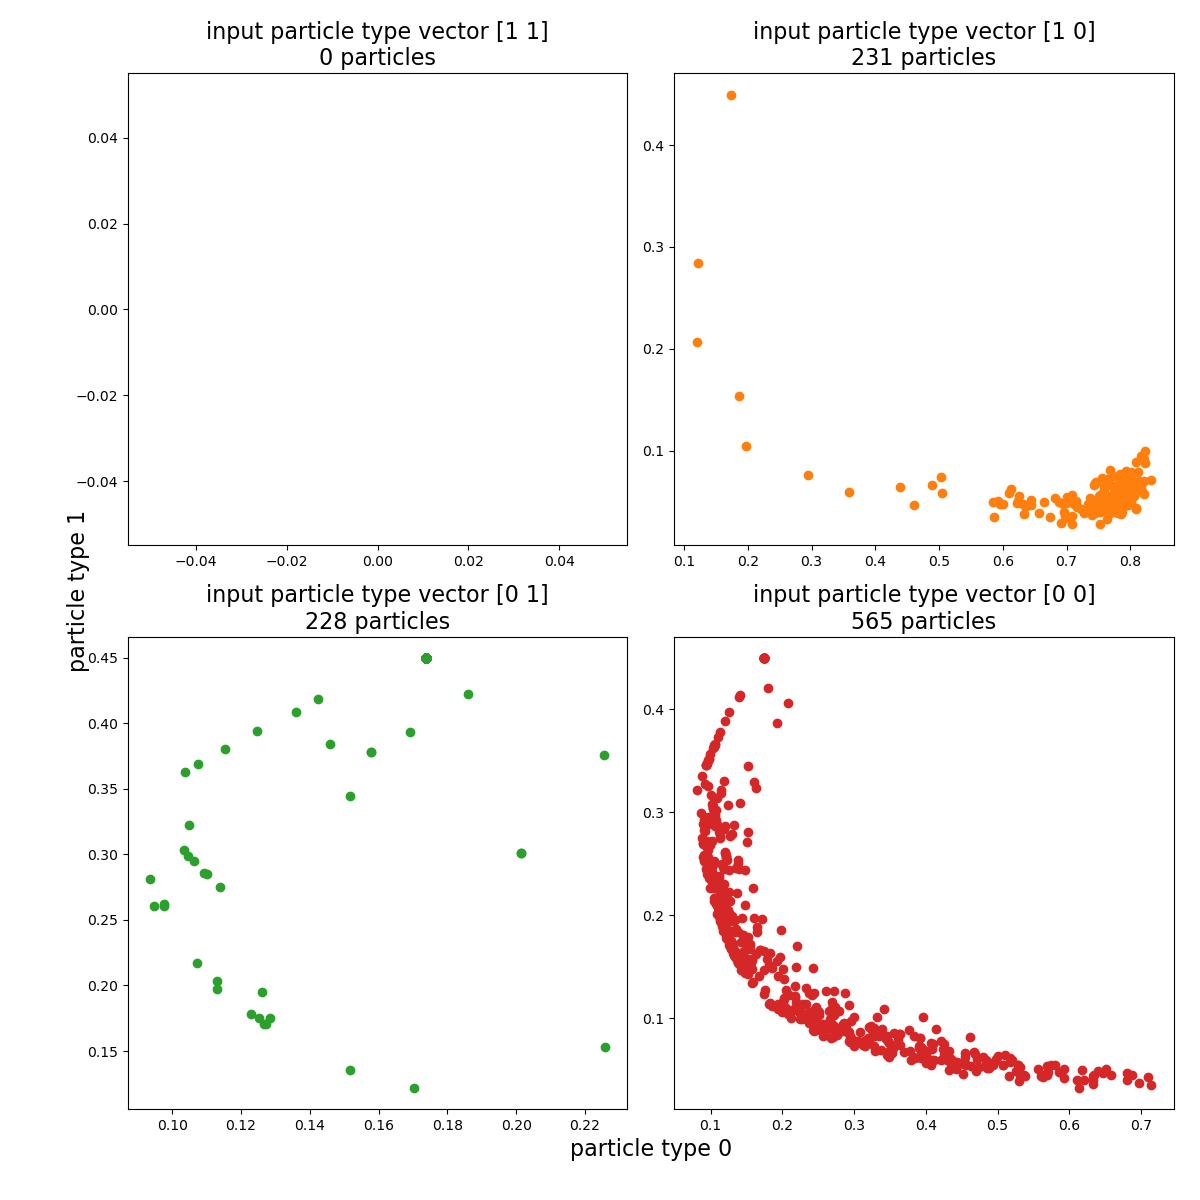 input particle type vector [1 1]
0 particles
input particle type vector [1 0]
231 particles
0.04
0.02
0.00
−0.02
−0.04
−0.04 −0.02 0.00 0.02 0.04
0.4
0.3
0.2
0.1
0.1 0.2 0.3 0.4 0.5 0.6 0.7 0.8
particle type 1
input particle type vector [0 1]
228 particles
input particle type vector [0 0]
565 particles
0.45
0.40
0.35
0.30
0.25
0.20
0.15
0.10 0.12 0.14 0.16 0.18 0.20 0.22
0.4
0.3
0.2
0.1
0.1 0.2 0.3 0.4 0.5 0.6 0.7
particle type 0